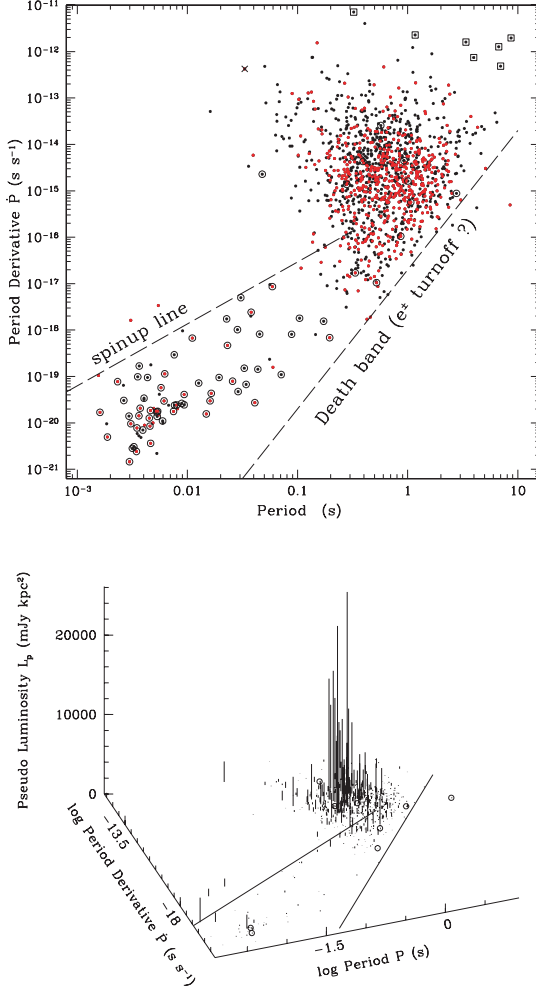 10⁻¹¹
10⁻¹²
10⁻¹³
10⁻¹⁴
10⁻¹⁵
10⁻¹⁶
10⁻¹⁷
10⁻¹⁸
10⁻¹⁹
10⁻²⁰
10⁻²¹
Period Derivative Ṗ (s s⁻¹)
spinup line
Death band (e± turnoff ?)
10⁻³ 0.01 0.1 1 10
Period (s)
Pseudo Luminosity Lₚ (mJy kpc²)
20000
10000
0
−13.5
−18
log Period Derivative Ṗ (s s⁻¹)
−1.5
0
log Period P (s)